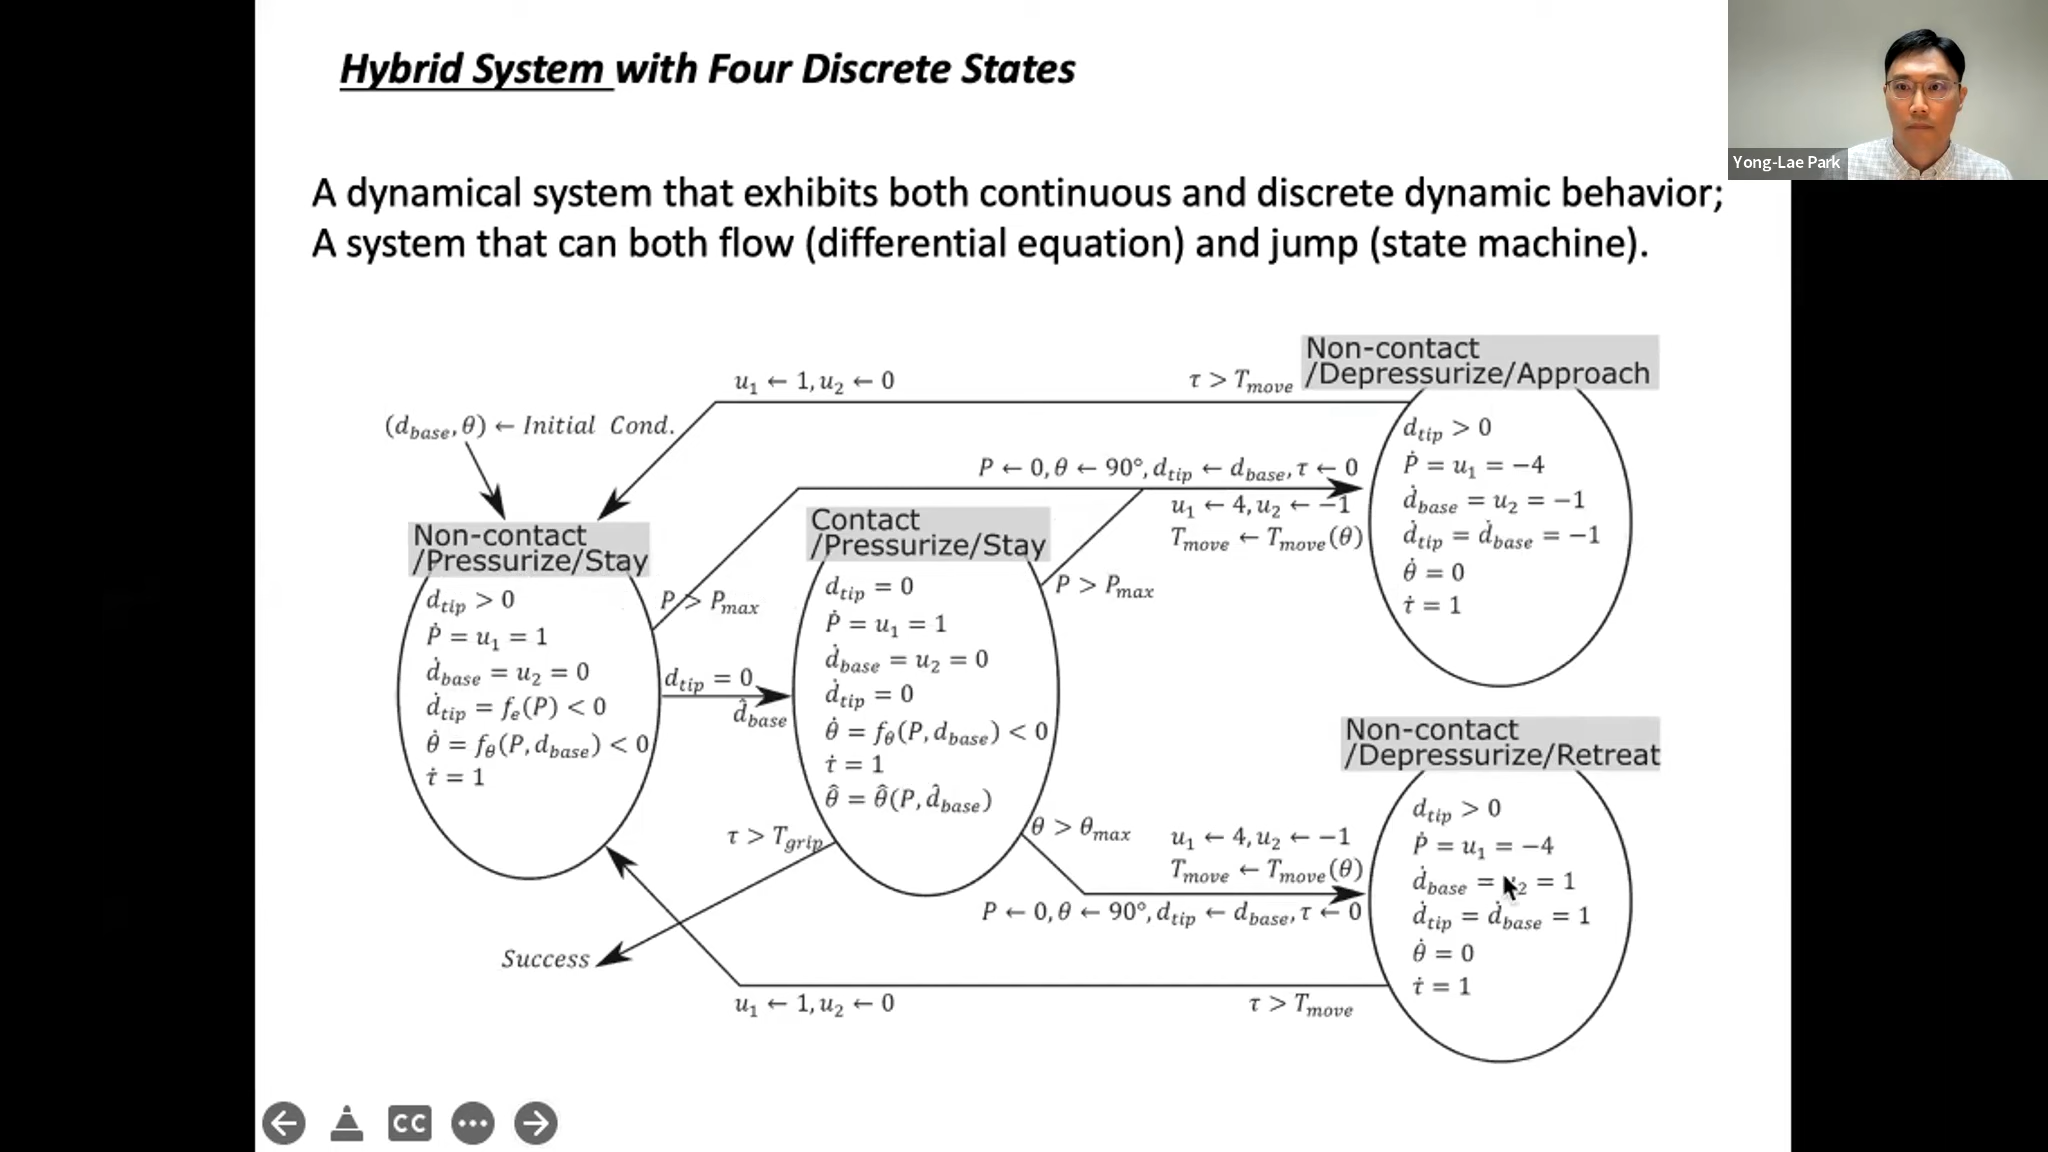 Hybrid System with Four Discrete States
Yong-Lae Park
A dynamical system that exhibits both continuous and discrete dynamic behavior;
A system that can both flow (differential equation) and jump (state machine).
Non-contact
/Depressurize/Approach
u₁ ← 1, u₂ ← 0
τ > T_move
(d_base, θ) ← Initial Cond.
d_tip > 0
Ṗ = u₁ = −4
ḋ_base = u₂ = −1
ḋ_tip = ḋ_base = −1
θ̇ = 0
τ̇ = 1
P ← 0, θ ← 90°, d_tip ← d_base, τ ← 0
u₁ ← 4, u₂ ← −1
T_move ← T_move(θ)
Non-contact
/Pressurize/Stay
d_tip > 0
Ṗ = u₁ = 1
ḋ_base = u₂ = 0
ḋ_tip = f_e(P) < 0
θ̇ = f_θ(P, d_base) < 0
τ̇ = 1
P > P_max
d_tip = 0
d̂_base
Contact
/Pressurize/Stay
d_tip = 0
Ṗ = u₁ = 1
ḋ_base = u₂ = 0
ḋ_tip = 0
θ̇ = f_θ(P, d_base) < 0
τ̇ = 1
θ̂ = θ̂(P, d̂_base)
P > P_max
τ > T_grip
Success
θ > θ_max
u₁ ← 4, u₂ ← −1
T_move ← T_move(θ)
P ← 0, θ ← 90°, d_tip ← d_base, τ ← 0
Non-contact
/Depressurize/Retreat
d_tip > 0
Ṗ = u₁ = −4
ḋ_base = u₂ = 1
ḋ_tip = ḋ_base = 1
θ̇ = 0
τ̇ = 1
u₁ ← 1, u₂ ← 0
τ > T_move
CC